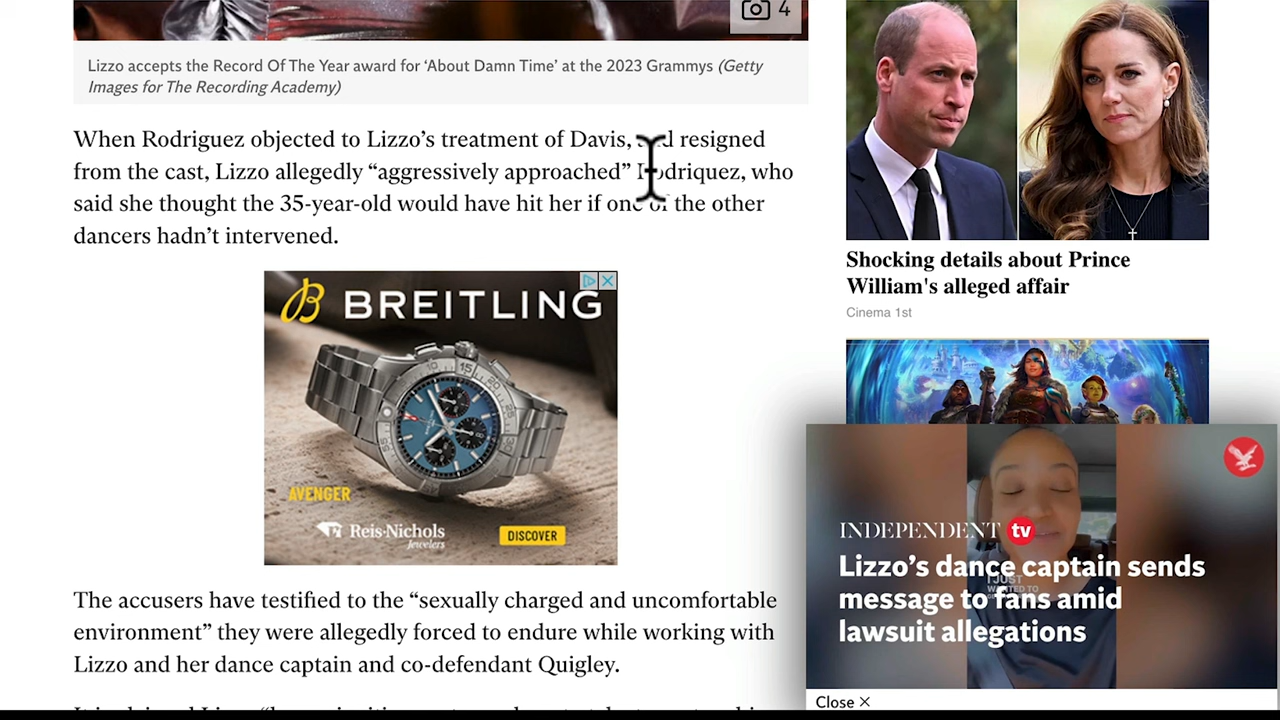 4
Lizzo accepts the Record Of The Year award for ‘About Damn Time’ at the 2023 Grammys (Getty
Images for The Recording Academy)
When Rodriguez objected to Lizzo’s treatment of Davis, resigned
from the cast, Lizzo allegedly “aggressively approached” Rodriquez, who
said she thought the 35-year-old would have hit her if one of the other
dancers hadn’t intervened.
B BREITLING
AVENGER
Reis-Nichols
Jewelers
DISCOVER
The accusers have testified to the “sexually charged and uncomfortable
environment” they were allegedly forced to endure while working with
Lizzo and her dance captain and co-defendant Quigley.
Shocking details about Prince
William's alleged affair
Cinema 1st
INDEPENDENT tv
Lizzo’s dance captain sends
message to fans amid
lawsuit allegations
I JUST
WANTED TO
Close ×